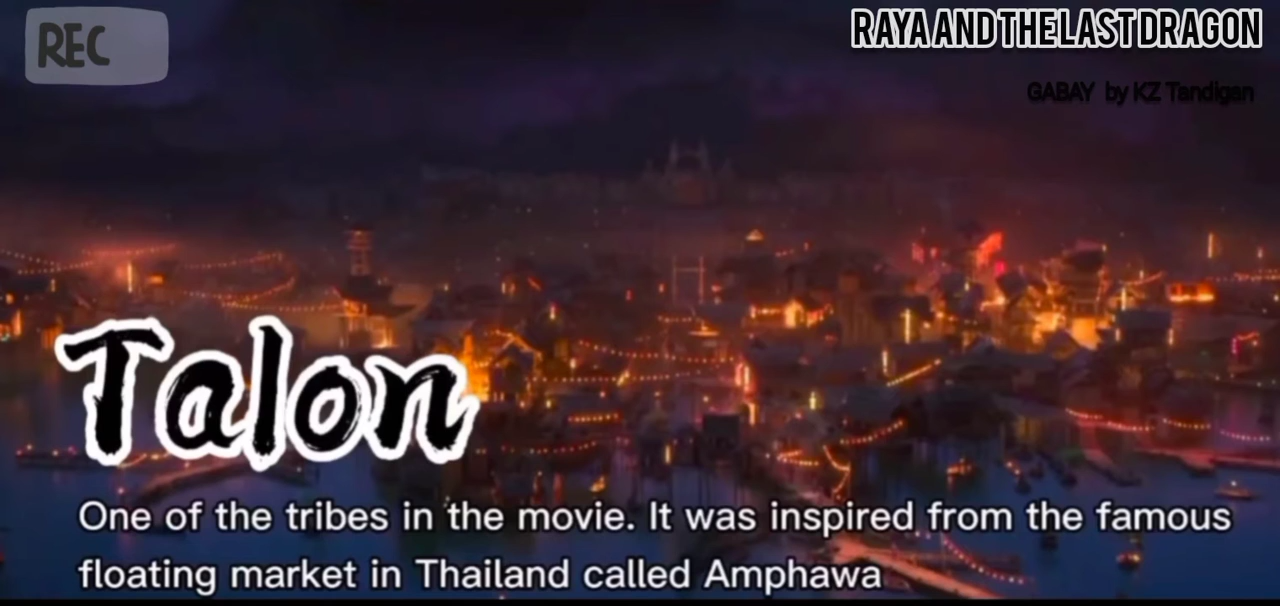 REC
RAYA AND THE LAST DRAGON
GABAY by KZ Tandigan
Talon
One of the tribes in the movie. It was inspired from the famous
floating market in Thailand called Amphawa